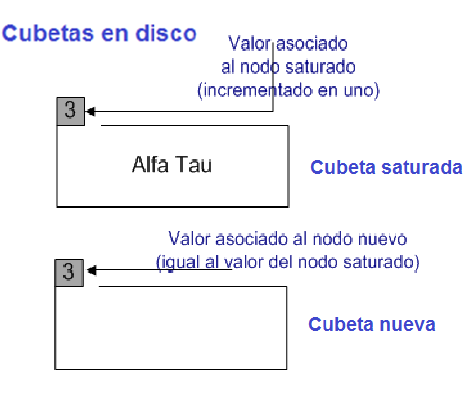 Cubetas en disco
Valor asociado
al nodo saturado
(incrementado en uno)
3
Alfa Tau
Cubeta saturada
Valor asociado al nodo nuevo
(igual al valor del nodo saturado)
3
Cubeta nueva